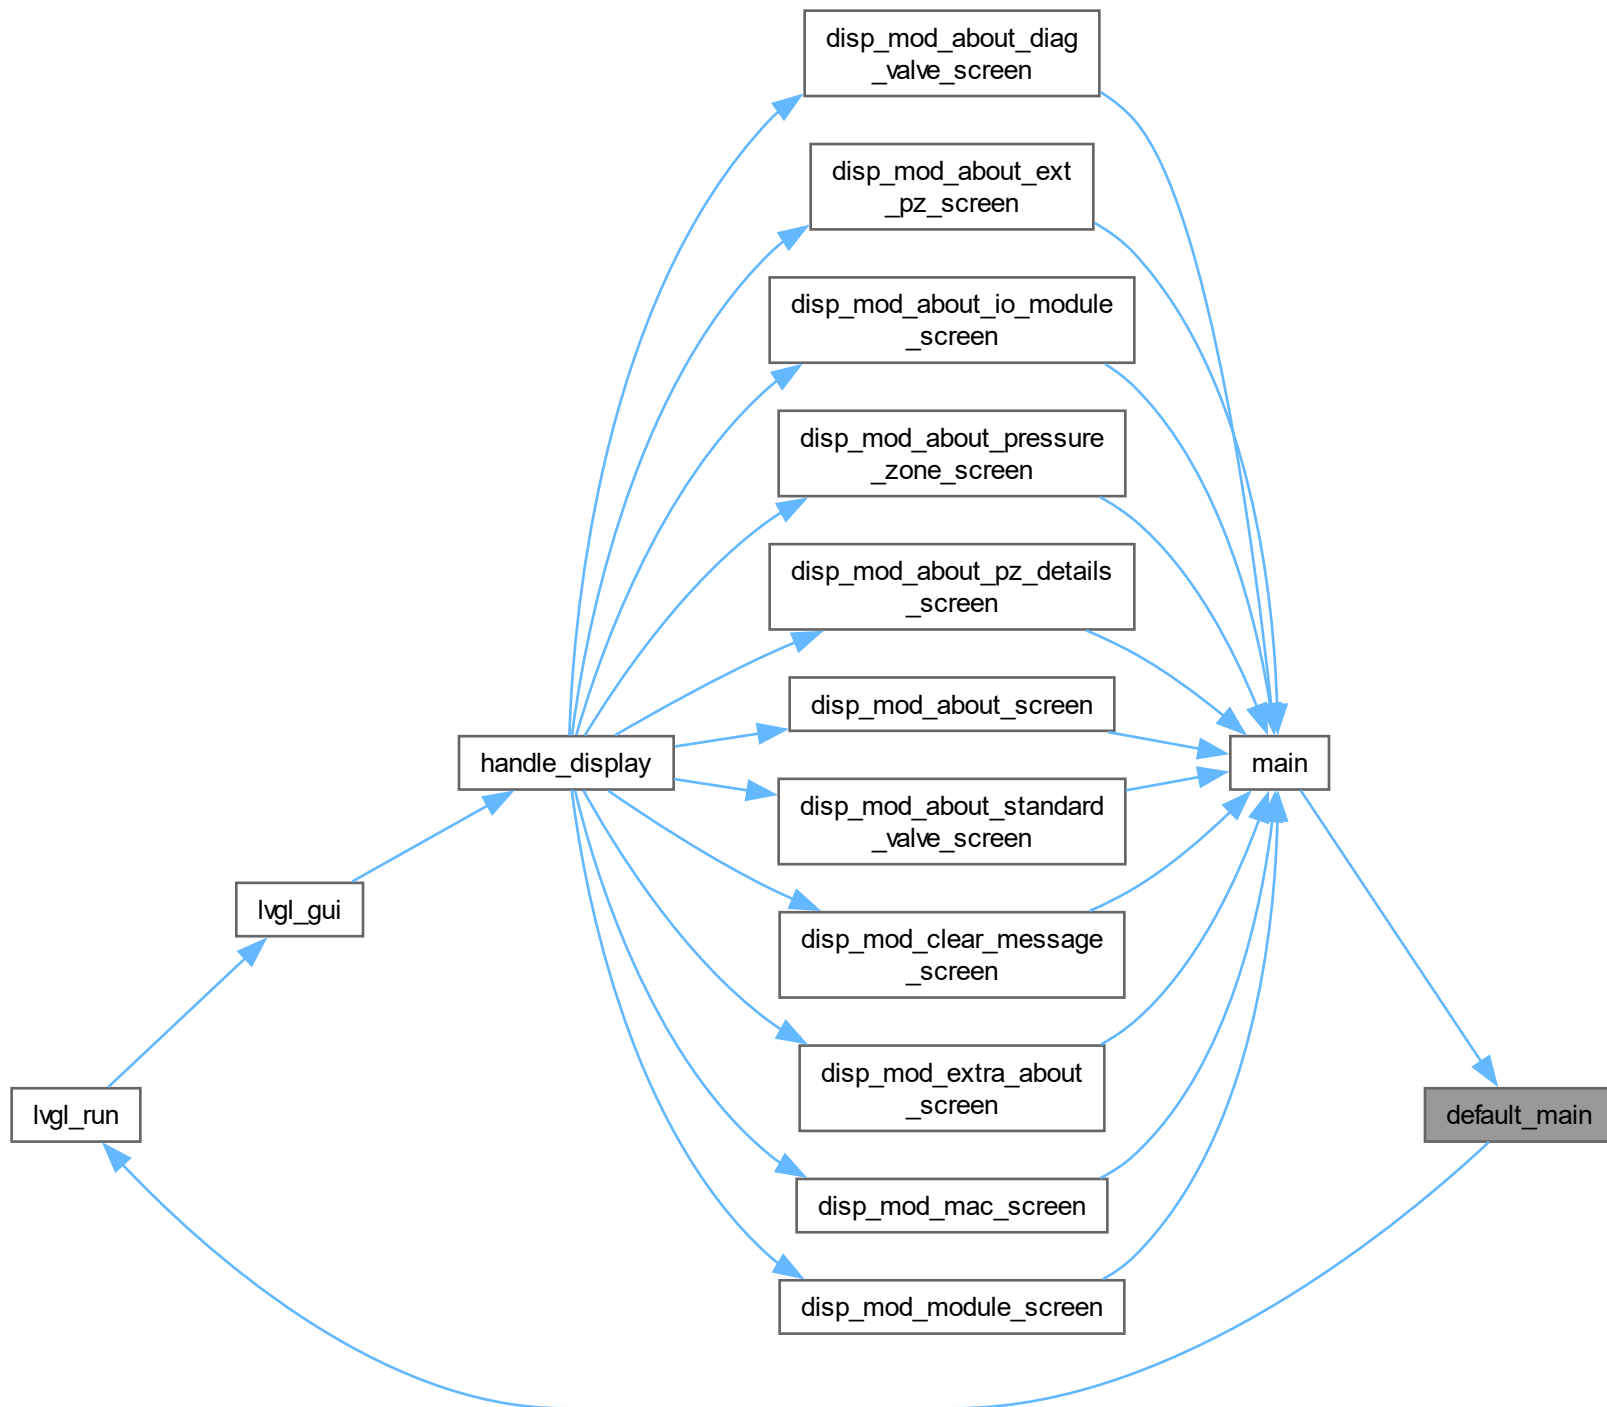 disp_mod_about_diag
_valve_screen
disp_mod_about_ext
_pz_screen
disp_mod_about_io_module
_screen
disp_mod_about_pressure
_zone_screen
disp_mod_about_pz_details
_screen
disp_mod_about_screen
handle_display
main
disp_mod_about_standard
_valve_screen
lvgl_gui
disp_mod_clear_message
_screen
disp_mod_extra_about
_screen
lvgl_run
default_main
disp_mod_mac_screen
disp_mod_module_screen